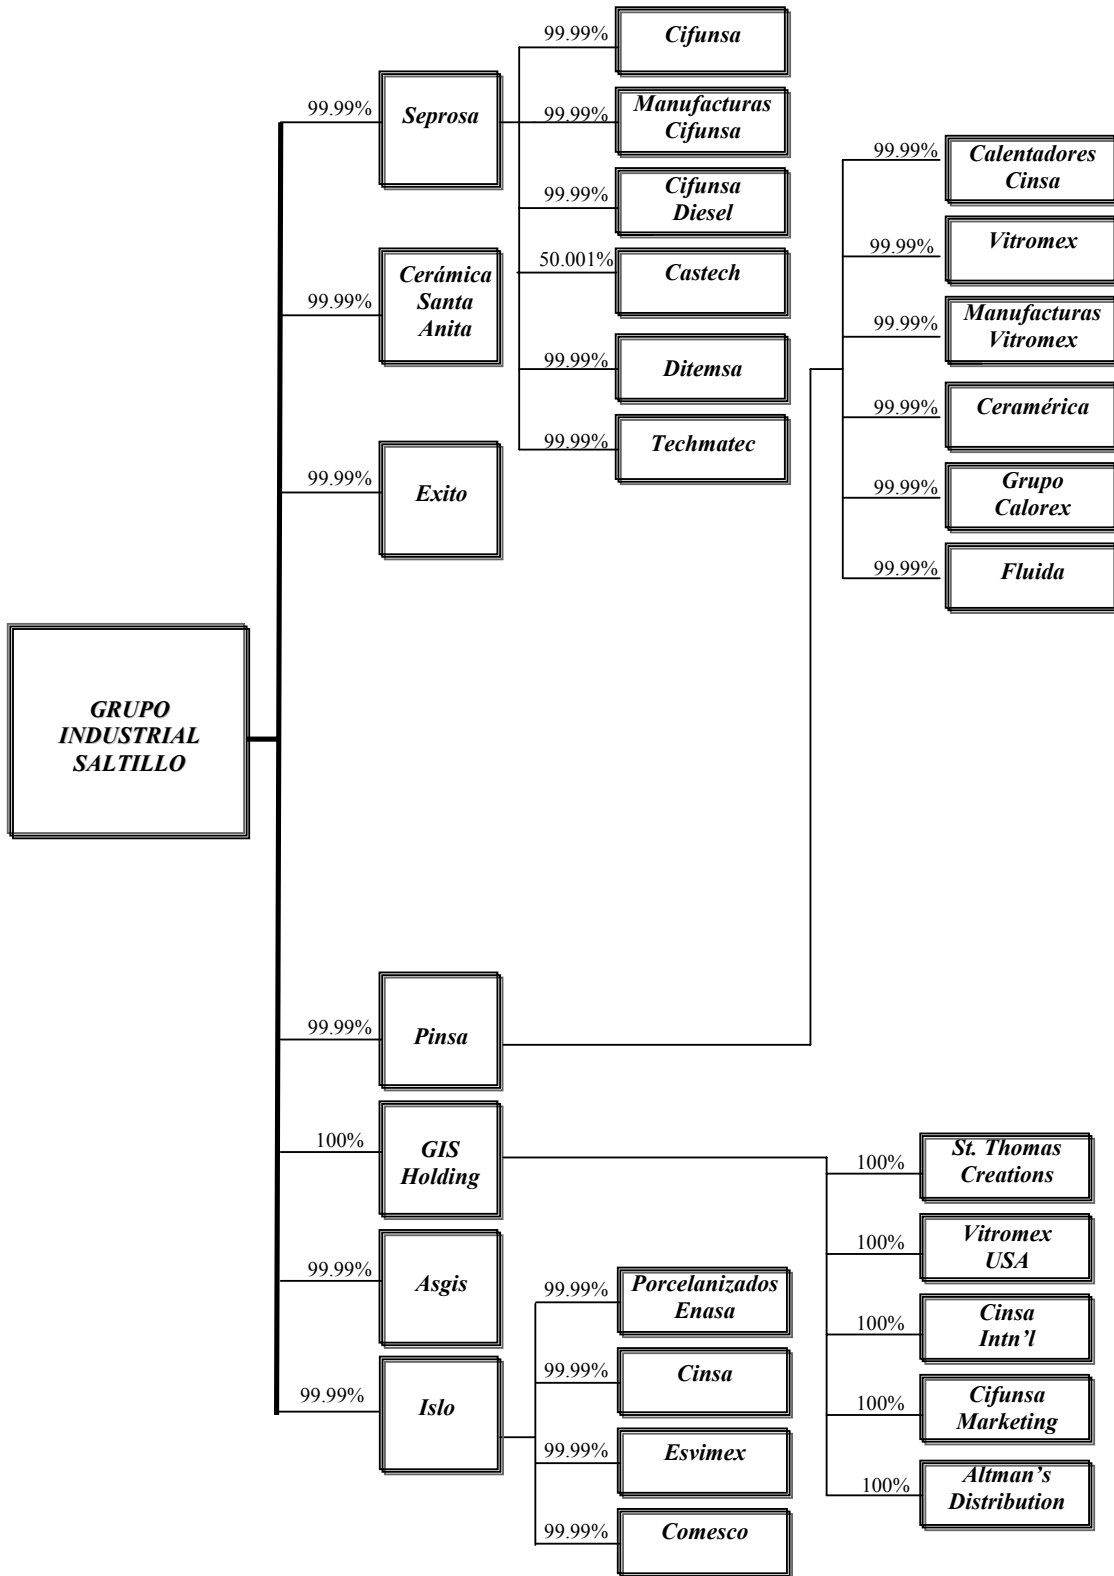 GRUPO
INDUSTRIAL
SALTILLO
99.99%
Seprosa
99.99%
Cerámica
Santa
Anita
99.99%
Exito
99.99%
Pinsa
100%
GIS
Holding
99.99%
Asgis
99.99%
Islo
99.99%
Cifunsa
99.99%
Manufacturas
Cifunsa
99.99%
Cifunsa
Diesel
50.001%
Castech
99.99%
Ditemsa
99.99%
Techmatec
99.99%
Calentadores
Cinsa
99.99%
Vitromex
99.99%
Manufacturas
Vitromex
99.99%
Ceramérica
99.99%
Grupo
Calorex
99.99%
Fluida
100%
St. Thomas
Creations
100%
Vitromex
USA
100%
Cinsa
Intn’l
100%
Cifunsa
Marketing
100%
Altman’s
Distribution
99.99%
Porcelanizados
Enasa
99.99%
Cinsa
99.99%
Esvimex
99.99%
Comesco